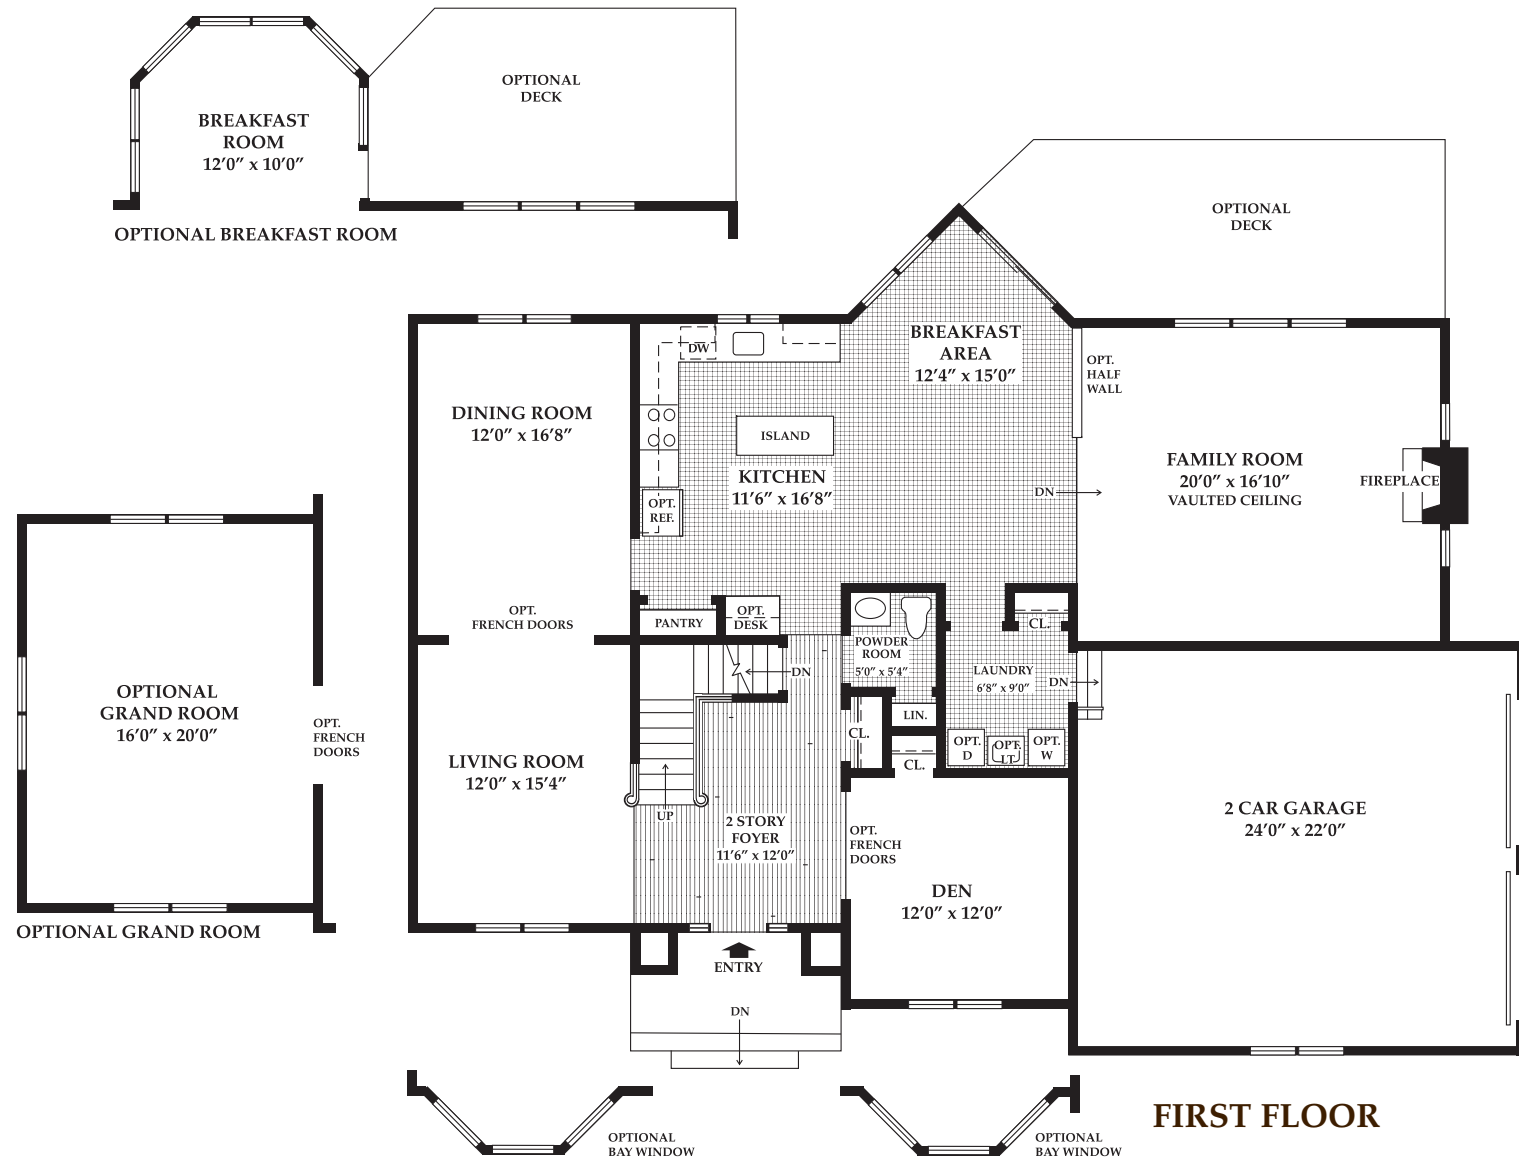 OPTIONAL
DECK
BREAKFAST
ROOM
12'0" x 10'0"
OPTIONAL BREAKFAST ROOM
OPTIONAL
DECK
BREAKFAST
AREA
12'4" x 15'0"
OPT.
HALF
WALL
DW
DINING ROOM
12'0" x 16'8"
ISLAND
KITCHEN
11'6" x 16'8"
OPT.
REF.
DN
FAMILY ROOM
20'0" x 16'10"
VAULTED CEILING
FIREPLACE
OPT.
FRENCH DOORS
PANTRY
OPT.
DESK
CL.
POWDER
ROOM
5'0" x 5'4"
LAUNDRY
6'8" x 9'0"
DN
DN
OPTIONAL
GRAND ROOM
16'0" x 20'0"
OPT.
FRENCH
DOORS
LIN.
CL.
CL.
OPT.
D
OPT.
LT.
OPT.
W
LIVING ROOM
12'0" x 15'4"
UP
2 STORY
FOYER
11'6" x 12'0"
OPT.
FRENCH
DOORS
2 CAR GARAGE
24'0" x 22'0"
DEN
12'0" x 12'0"
OPTIONAL GRAND ROOM
ENTRY
DN
OPTIONAL
BAY WINDOW
OPTIONAL
BAY WINDOW
FIRST FLOOR